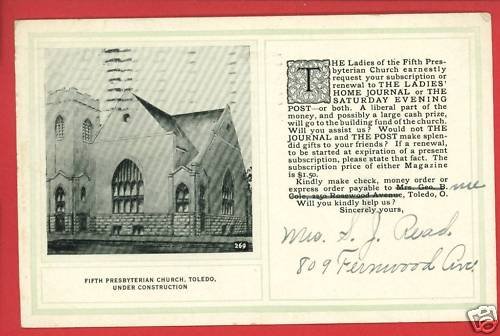 THE Ladies of the Fifth Pres-
byterian Church earnestly
request your subscription or
renewal to THE LADIES'
HOME JOURNAL or THE
SATURDAY EVENING
POST—or both. A liberal part of the
money, and possibly a large cash prize,
will go to the building fund of the church.
Will you assist us? Would not THE
JOURNAL and THE POST make splen-
did gifts to your friends? If a renewal,
to be started at expiration of a present
subscription, please state that fact. The
subscription price of either Magazine
is $1.50.
Kindly make check, money order or
express order payable to Mrs. Geo. B. me
Cole, 2250 Rosewood Avenue, Toledo, O.
Will you kindly help us?
Sincerely yours,
Mrs. S. J. Read.
809 Fernwood Ave.
269
FIFTH PRESBYTERIAN CHURCH, TOLEDO,
UNDER CONSTRUCTION